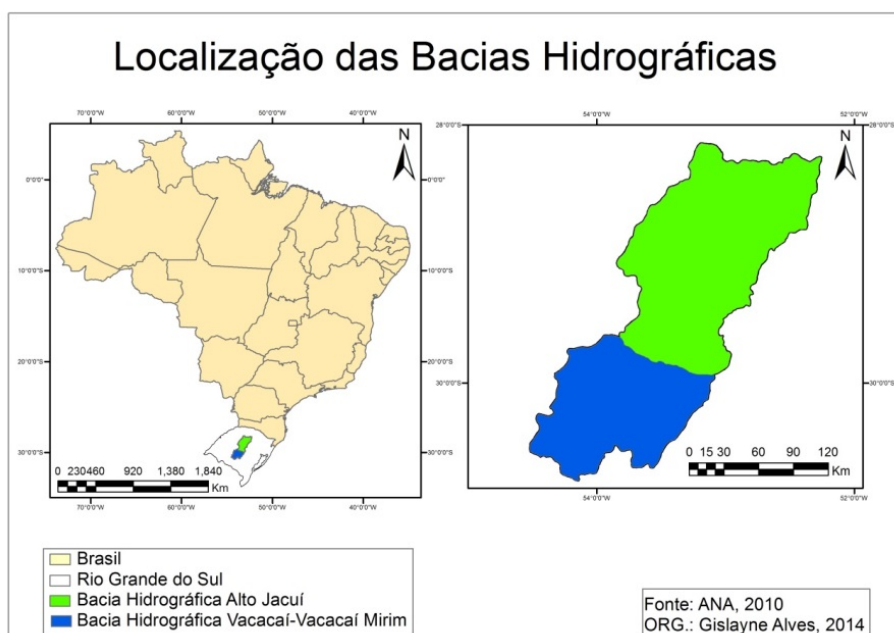 Localização das Bacias Hidrográficas
70°0'0"W 60°0'0"W 50°0'0"W 40°0'0"W
N
0°0'0"
0°0'0"
10°0'0"S
10°0'0"S
20°0'0"S
20°0'0"S
30°0'0"S
30°0'0"S
0 230460 920 1,380 1,840
Km
70°0'0"W 60°0'0"W 50°0'0"W 40°0'0"W
54°0'0"W 52°0'0"W
28°0'0"S
N
30°0'0"S
30°0'0"S
0 15 30 60 90 120
Km
54°0'0"W 52°0'0"W
Brasil
Rio Grande do Sul
Bacia Hidrográfica Alto Jacuí
Bacia Hidrográfica Vacacaí-Vacacaí Mirim
Fonte: ANA, 2010
ORG.: Gislayne Alves, 2014